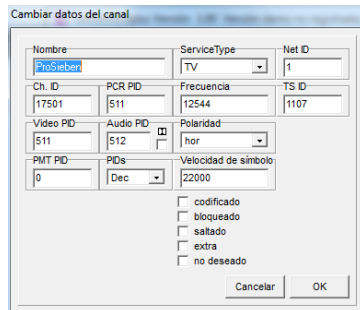 Cambiar datos del canal
Nombre ServiceType Net ID
ProSieben TV 1
Ch. ID PCR PID Frecuencia TS ID
17501 511 12544 1107
Video PID Audio PID Polaridad
511 512 hor
PMT PID PIDs Velocidad de símbolo
0 Dec 22000
codificado
bloqueado
saltado
extra
no deseado
Cancelar OK